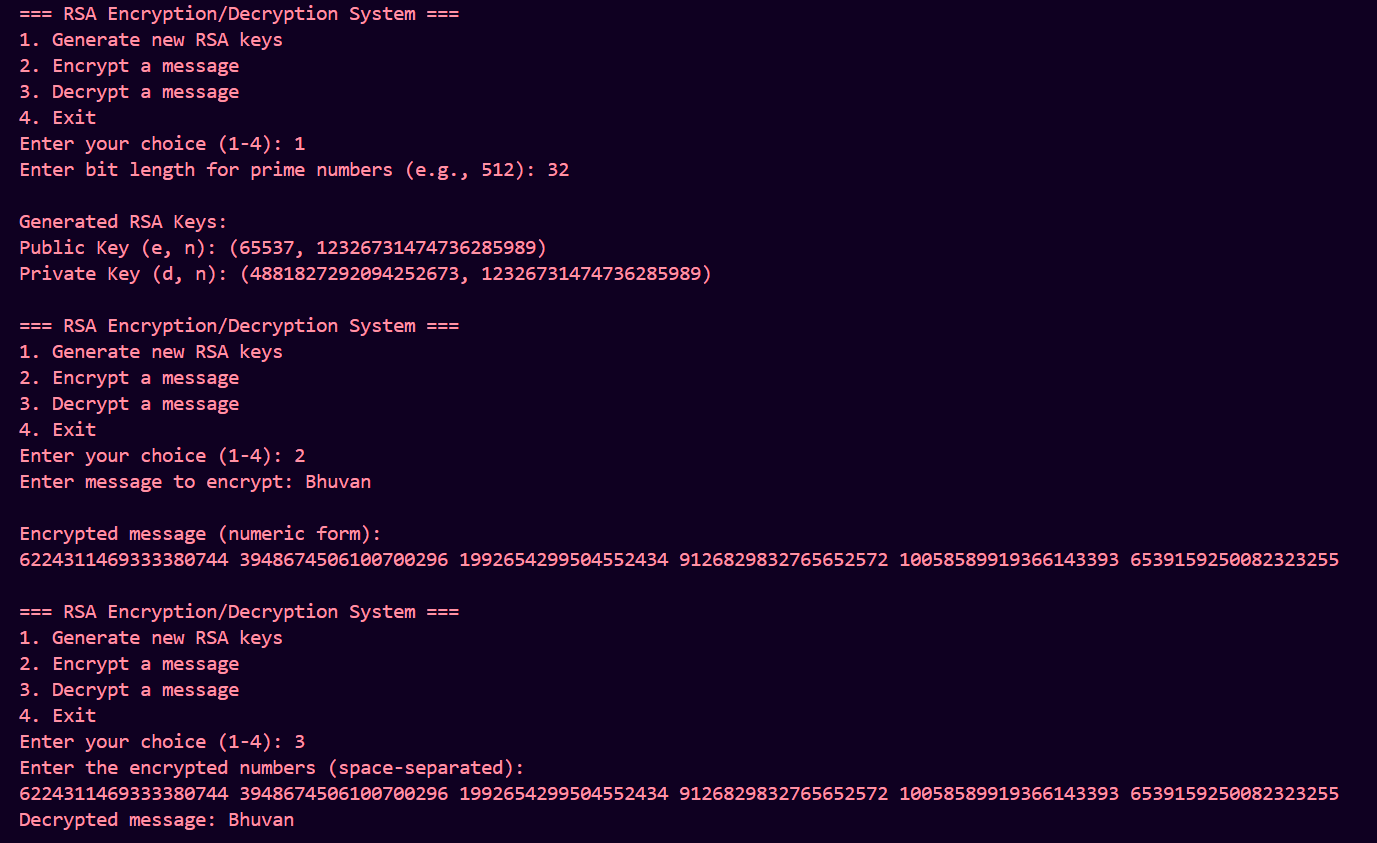 === RSA Encryption/Decryption System ===
1. Generate new RSA keys
2. Encrypt a message
3. Decrypt a message
4. Exit
Enter your choice (1-4): 1
Enter bit length for prime numbers (e.g., 512): 32
Generated RSA Keys:
Public Key (e, n): (65537, 12326731474736285989)
Private Key (d, n): (4881827292094252673, 12326731474736285989)
=== RSA Encryption/Decryption System ===
1. Generate new RSA keys
2. Encrypt a message
3. Decrypt a message
4. Exit
Enter your choice (1-4): 2
Enter message to encrypt: Bhuvan
Encrypted message (numeric form):
6224311469333380744 3948674506100700296 1992654299504552434 9126829832765652572 10058589919366143393 6539159250082323255
=== RSA Encryption/Decryption System ===
1. Generate new RSA keys
2. Encrypt a message
3. Decrypt a message
4. Exit
Enter your choice (1-4): 3
Enter the encrypted numbers (space-separated):
6224311469333380744 3948674506100700296 1992654299504552434 9126829832765652572 10058589919366143393 6539159250082323255
Decrypted message: Bhuvan